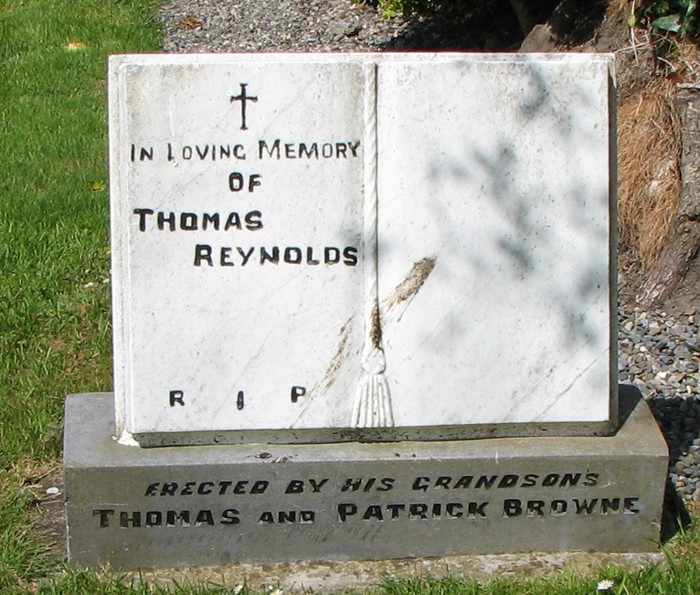 In Loving Memory
OF
THOMAS
REYNOLDS
R I P
ERECTED BY HIS GRANDSONS
THOMAS AND PATRICK BROWNE